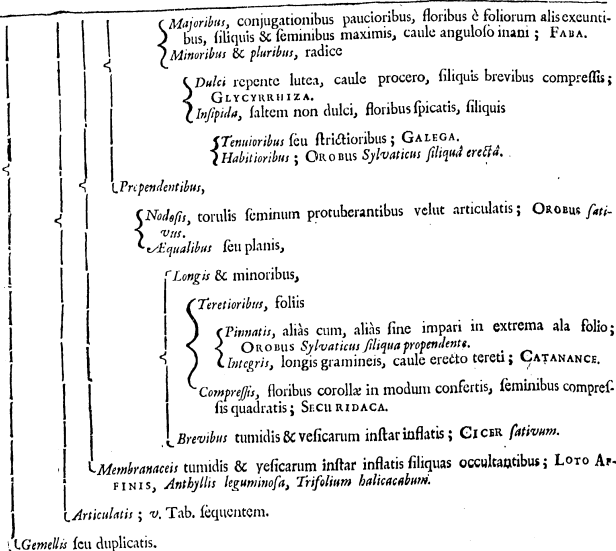 Majoribus, conjugationibus paucioribus, floribus è foliorum alis exeunti-
bus, ſiliquis & ſeminibus maximis, caule anguloſo inani ; FABA.
Minoribus & pluribus, radice
Dulci repente lutea, caule procero, ſiliquis brevibus compreſſis;
GLYCYRRHIZA.
Inſipida, ſaltem non dulci, floribus ſpicatis, ſiliquis
Tenuioribus ſeu ſtrictioribus ; GALEGA.
Habitioribus ; OROBUS Sylvaticus ſiliquâ erectâ.
Propendentibus,
Nodoſis, torulis ſeminum protuberantibus velut articulatis ; OROBUS ſati-
vus.
Æqualibus ſeu planis,
Longis & minoribus,
Teretioribus, foliis
Pinnatis, aliàs cum, aliàs ſine impari in extrema ala folio;
OROBUS Sylvaticus ſiliqua propendente.
Integris, longis gramineis, caule erecto tereti ; CATANANCE.
Compreſſis, floribus corollæ in modum confertis, ſeminibus compreſ-
ſis quadratis ; SECURIDACA.
Brevibus tumidis & veſicarum inſtar inflatis ; CICER ſativum.
Membranaceis tumidis & veſicarum inſtar inflatis ſiliquas occultantibus ; LOTO AF-
FINIS, Anthyllis leguminoſa, Trifolium halicacabum.
Articulatis ; v. Tab. ſequentem.
Gemellis ſeu duplicatis.